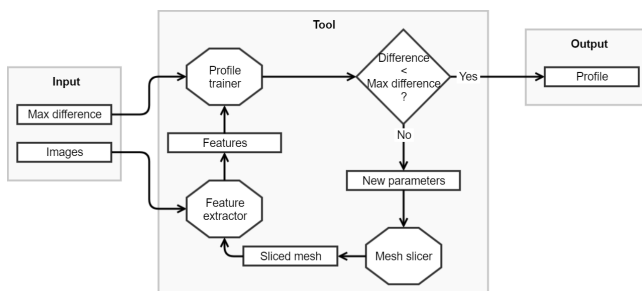 Input
Max difference
Images
Tool
Profile
trainer
Features
Feature
extractor
Difference
<
Max difference
?
Yes
No
New parameters
Mesh slicer
Sliced mesh
Output
Profile